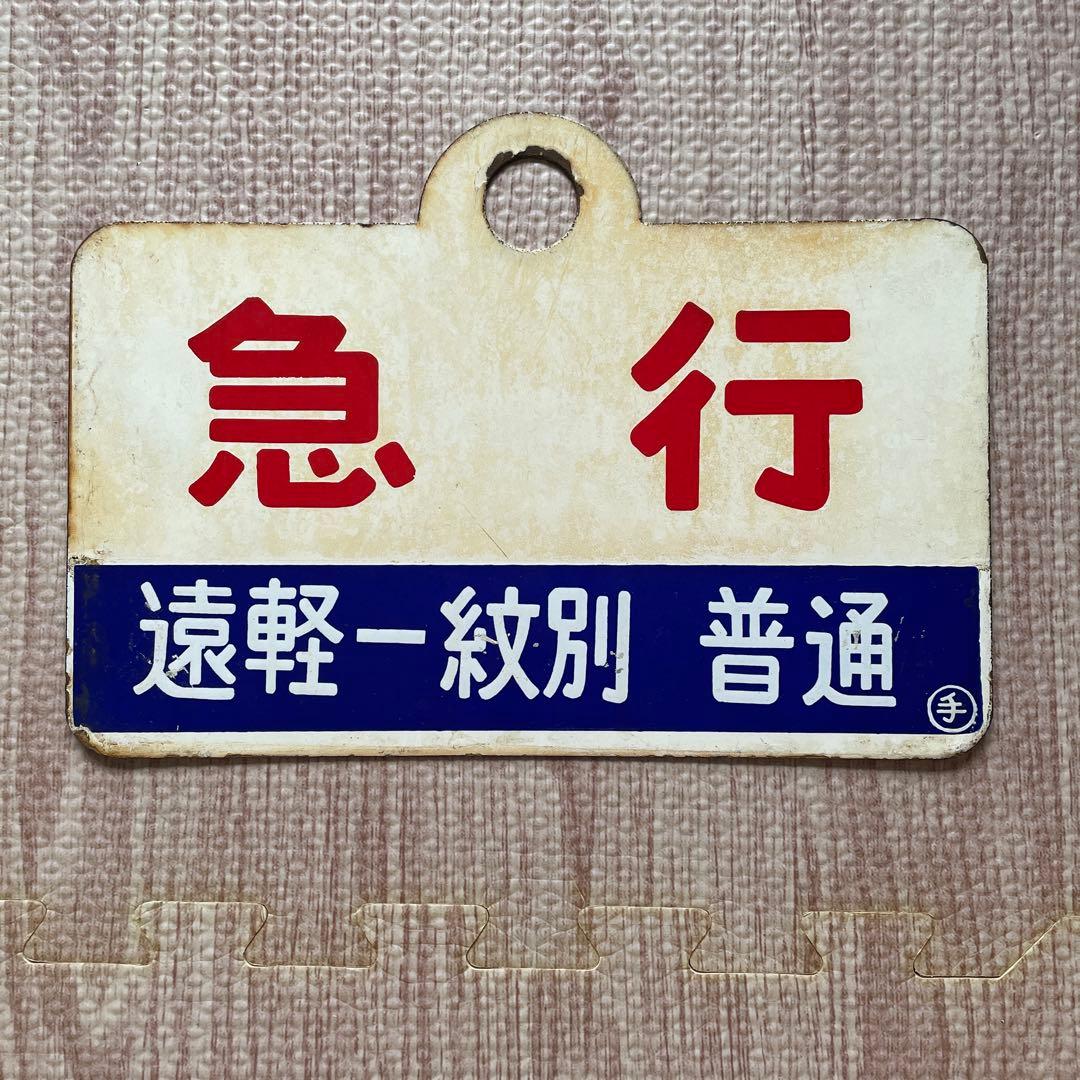 急行
遠軽ー紋別 普通
手